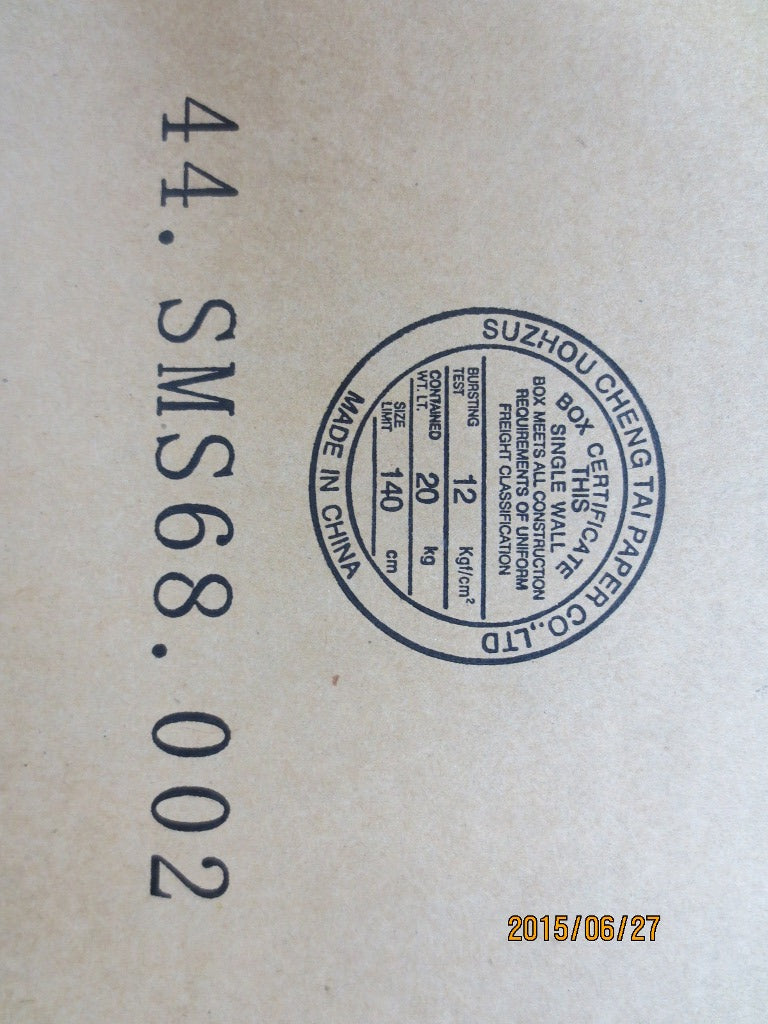 SUZHOU CHENG TAI PAPER CO.,LTD
BOX CERTIFICATE
THIS
SINGLE WALL
BOX MEETS ALL CONSTRUCTION
REQUIREMENTS OF UNIFORM
FREIGHT CLASSIFICATION
BURSTING TEST 12 Kgf/cm²
CONTAINED WT. LT. 20 kg
SIZE LIMIT 140 cm
MADE IN CHINA
44.SMS68.002
2015/06/27